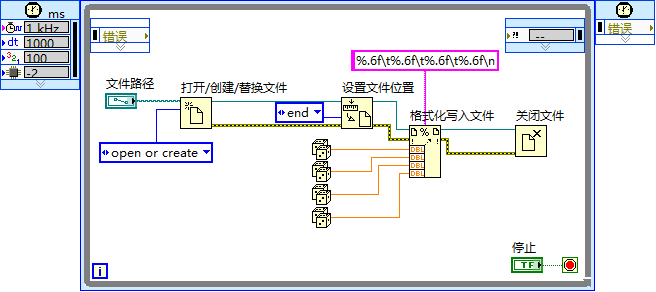 ms
1 kHz
dt 1000
321 100
-2
错误
?! --
错误
%.6f\t%.6f\t%.6f\t%.6f\n
文件路径
打开/创建/替换文件
设置文件位置
end
格式化写入文件
关闭文件
open or create
%
DBL
DBL
DBL
DBL
停止
TF
i